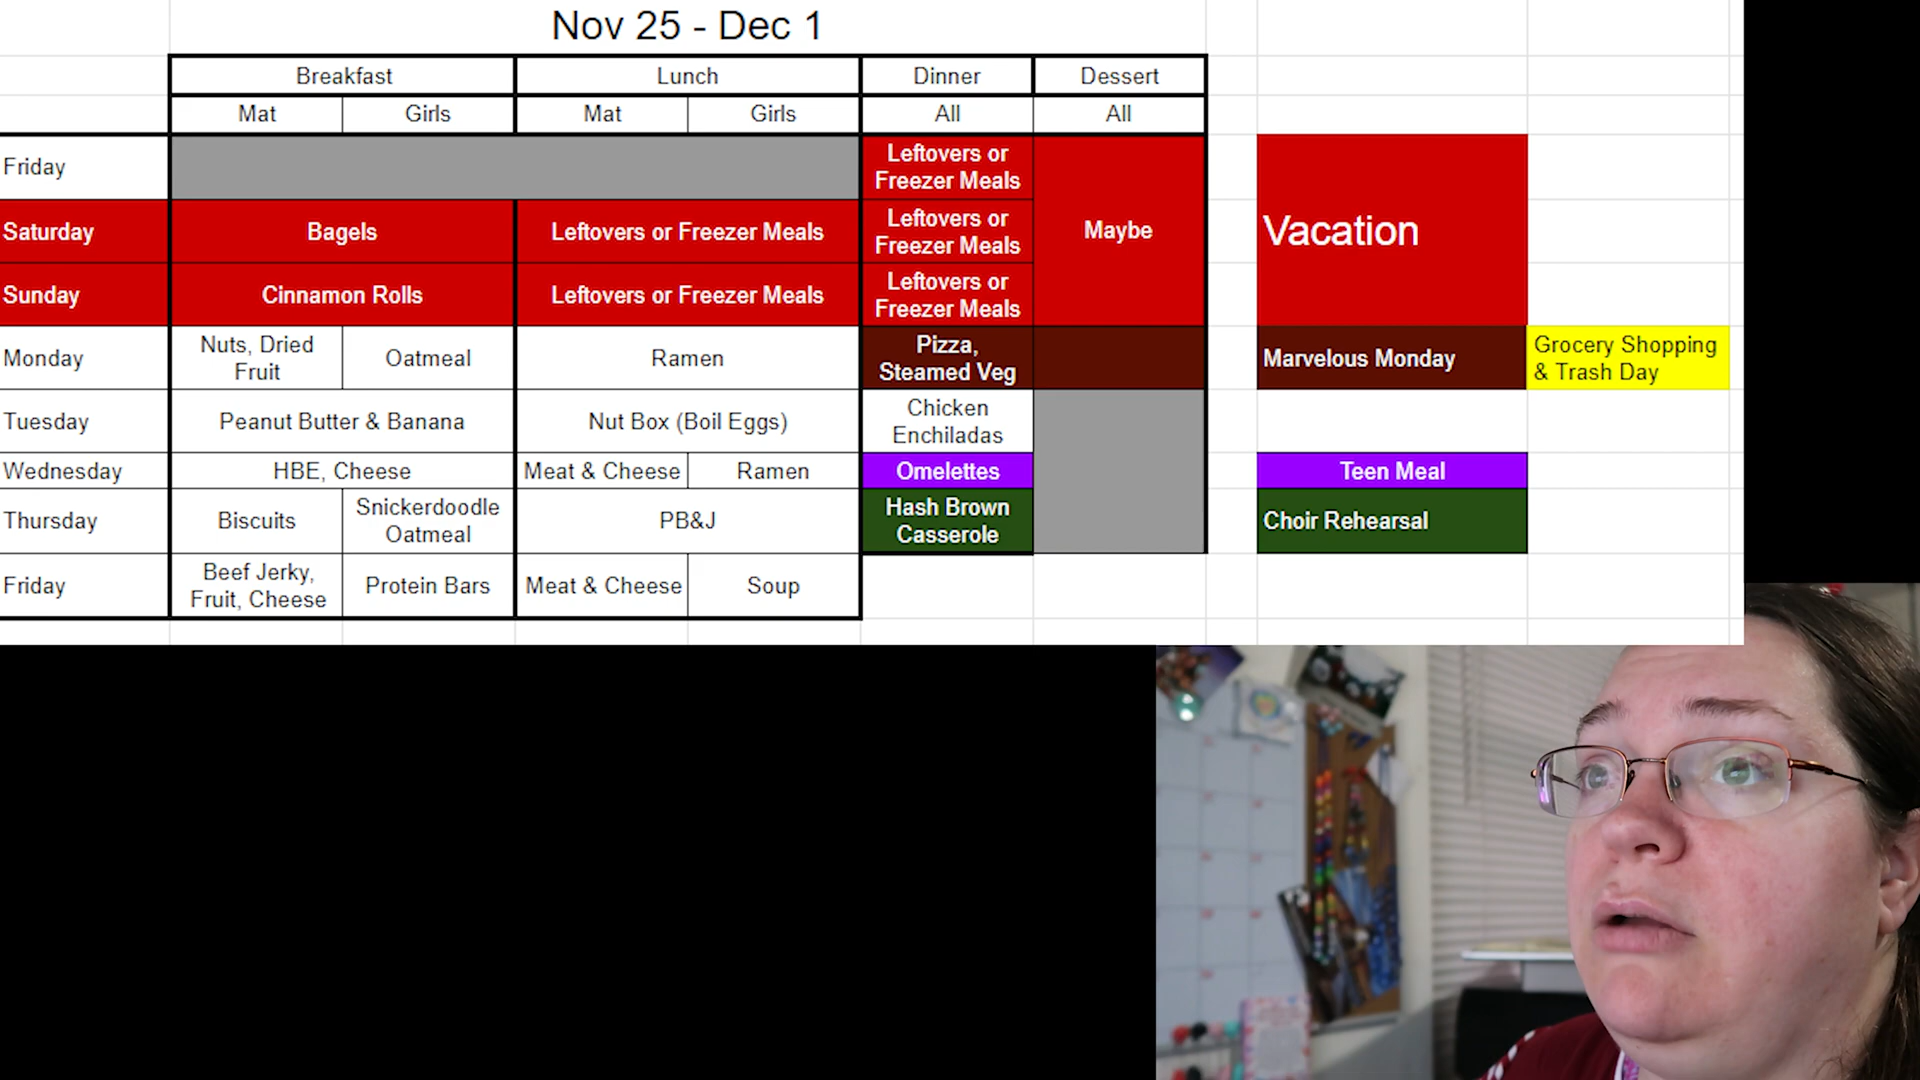 Nov 25 - Dec 1
Breakfast Lunch Dinner Dessert
Mat Girls Mat Girls All All
Friday
Leftovers or
Freezer Meals
Saturday Bagels Leftovers or Freezer Meals
Leftovers or
Freezer Meals
Maybe
Vacation
Sunday Cinnamon Rolls Leftovers or Freezer Meals
Leftovers or
Freezer Meals
Monday
Nuts, Dried
Fruit
Oatmeal
Ramen
Pizza,
Steamed Veg
Marvelous Monday
Grocery Shopping
& Trash Day
Tuesday Peanut Butter & Banana Nut Box (Boil Eggs)
Chicken
Enchiladas
Wednesday HBE, Cheese Meat & Cheese Ramen Omelettes Teen Meal
Thursday Biscuits
Snickerdoodle
Oatmeal
PB&J
Hash Brown
Casserole
Choir Rehearsal
Friday
Beef Jerky,
Fruit, Cheese
Protein Bars Meat & Cheese Soup